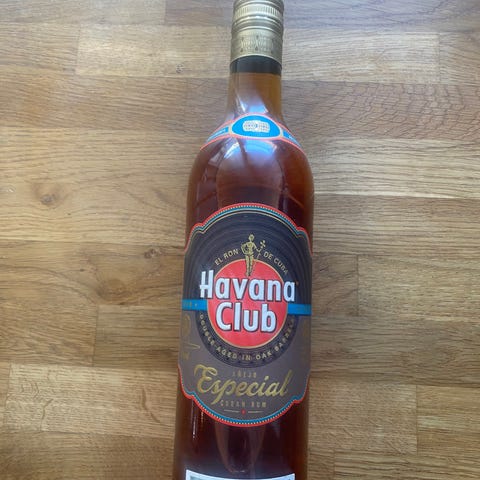 EL RON DE CUBA
Havana
Club
DOUBLE AGED IN OAK BARRELS
AÑEJO
Especial
CUBAN RUM